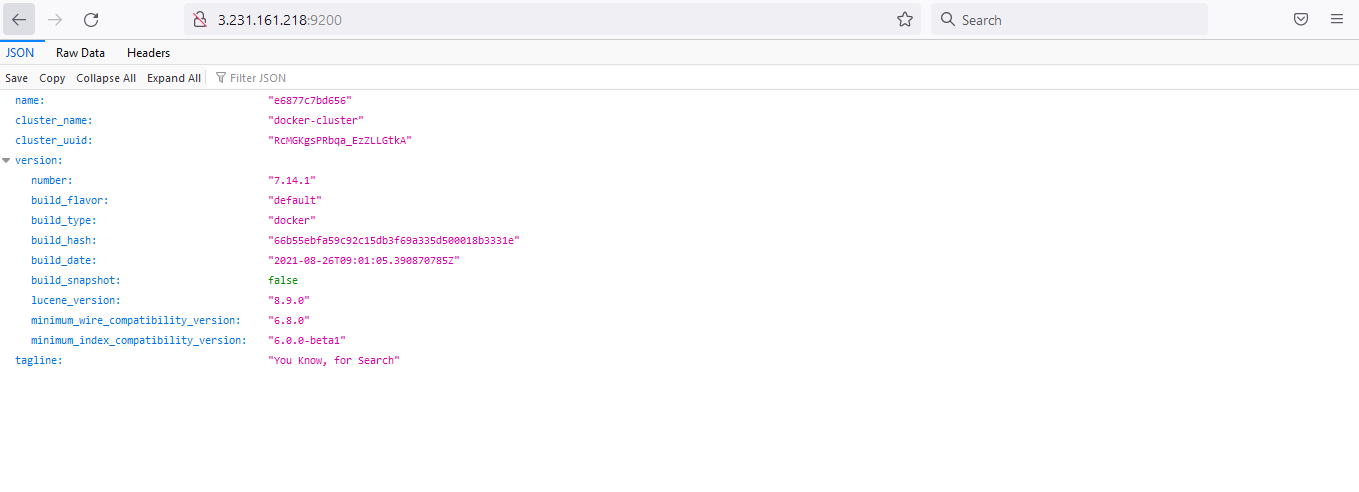 3.231.161.218:9200
Search
JSON Raw Data Headers
Save Copy Collapse All Expand All Filter JSON
name: "e6877c7bd656"
cluster_name: "docker-cluster"
cluster_uuid: "RcMGKgsPRbqa_EzZLLGtkA"
version:
number: "7.14.1"
build_flavor: "default"
build_type: "docker"
build_hash: "66b55ebfa59c92c15db3f69a335d500018b3331e"
build_date: "2021-08-26T09:01:05.390870785Z"
build_snapshot: false
lucene_version: "8.9.0"
minimum_wire_compatibility_version: "6.8.0"
minimum_index_compatibility_version: "6.0.0-beta1"
tagline: "You Know, for Search"